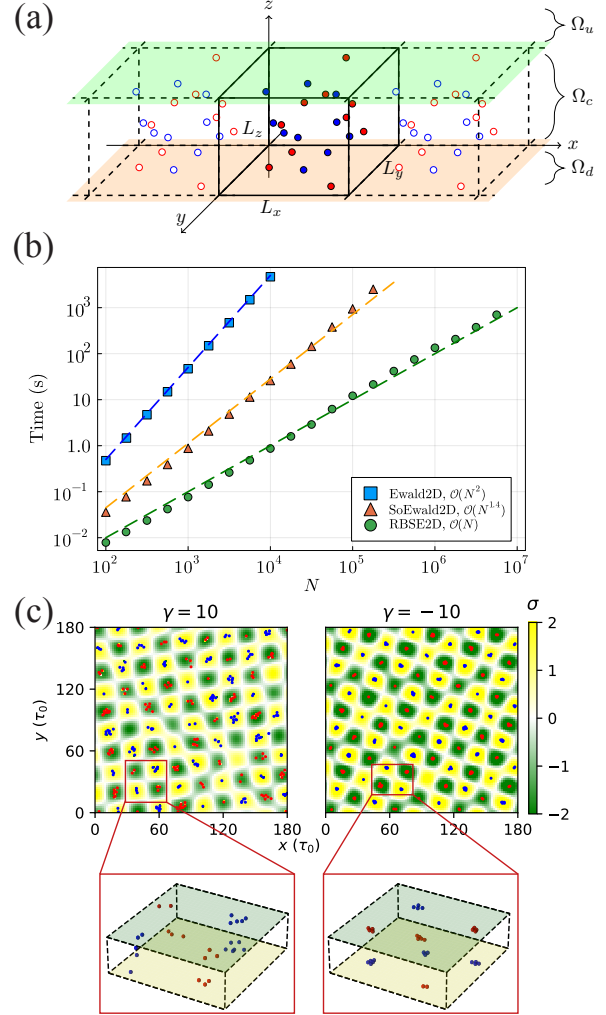 (a)
z
Ω_u
Ω_c
L_z
x
L_y
Ω_d
y
L_x
(b)
Time (s)
10^3
10^2
10
1.0
10^-1
10^-2
Ewald2D, O(N^2)
SoEwald2D, O(N^1.4)
RBSE2D, O(N)
10^2 10^3 10^4 10^5 10^6 10^7
N
(c)
γ = 10 γ = −10 σ
y (τ_0)
180
120
60
0
0 60 120 180
x (τ_0)
0 60 120 180
2
1
0
−1
−2